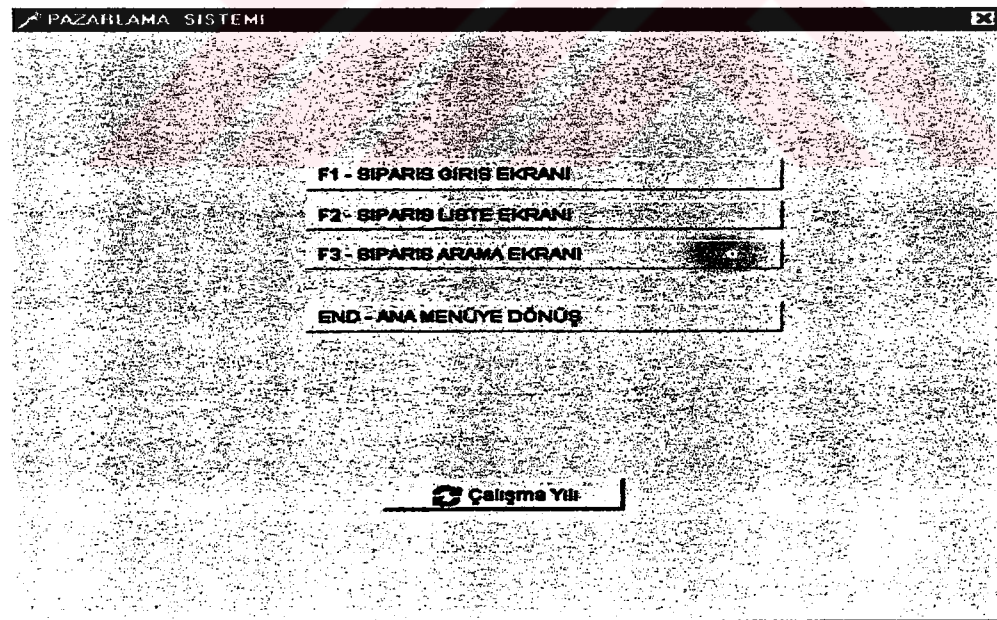 PAZARLAMA SISTEMI
F1 - SIPARIS GIRIS EKRANI
F2 - SIPARIS LISTE EKRANI
F3 - SIPARIS ARAMA EKRANI
END - ANA MENÜYE DÖNÜŞ
Çalışma Yılı